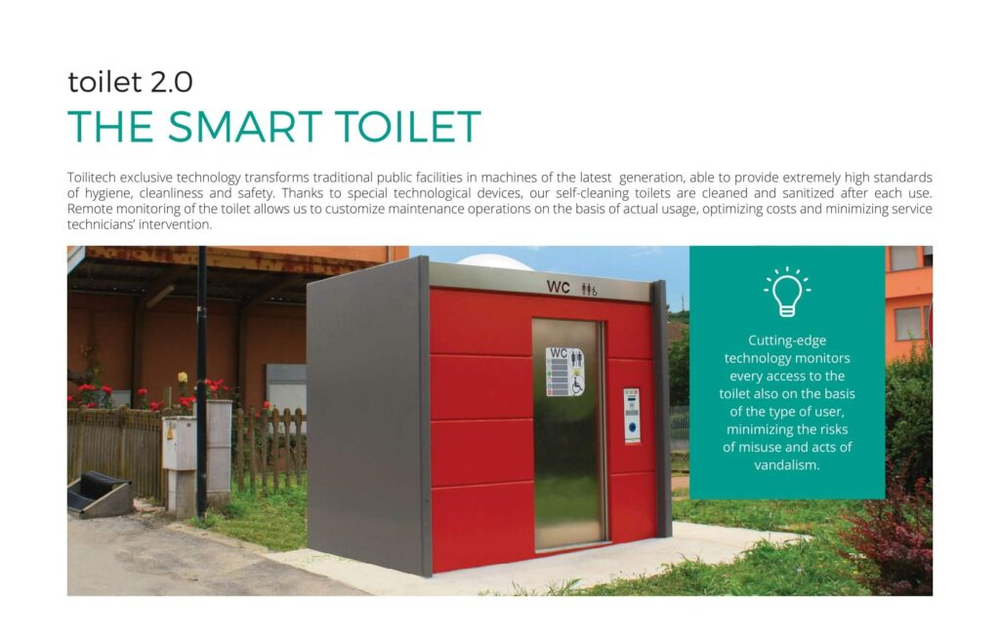 toilet 2.0
THE SMART TOILET
Toilitech exclusive technology transforms traditional public facilities in machines of the latest  generation, able to provide extremely high standards
of hygiene, cleanliness and safety. Thanks to special technological devices, our self-cleaning toilets are cleaned and sanitized after each use.
Remote monitoring of the toilet allows us to customize maintenance operations on the basis of actual usage, optimizing costs and minimizing service
technicians’ intervention.
WC
WC
Cutting-edge
technology monitors
every access to the
toilet also on the basis
of the type of user,
minimizing the risks
of misuse and acts of
vandalism.